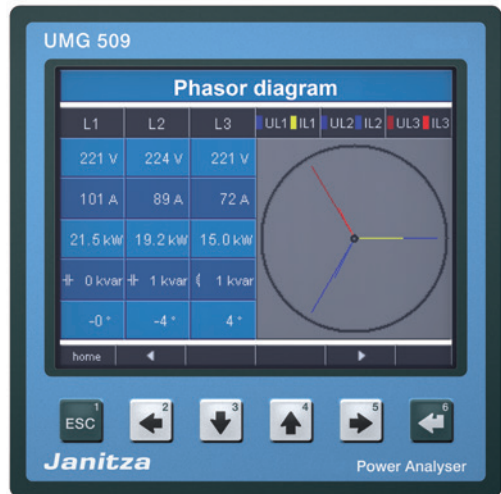 UMG 509
Phasor diagram
L1 L2 L3 UL1 IL1 UL2 IL2 UL3 IL3
221 V 224 V 221 V
101 A 89 A 72 A
21.5 kW 19.2 kW 15.0 kW
0 kvar 1 kvar 1 kvar
-0 ° -4 ° 4 °
home
ESC 1 2 3 4 5 6
Janitza Power Analyser